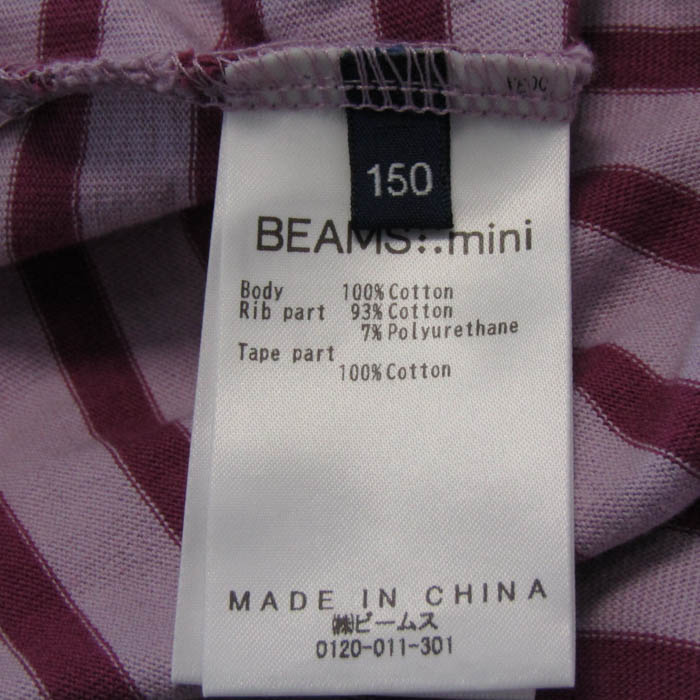 150
BEAMS:.mini
Body 100%Cotton
Rib part 93%Cotton
7%Polyurethane
Tape part
100%Cotton
MADE IN CHINA
㈱ビームス
0120-011-301